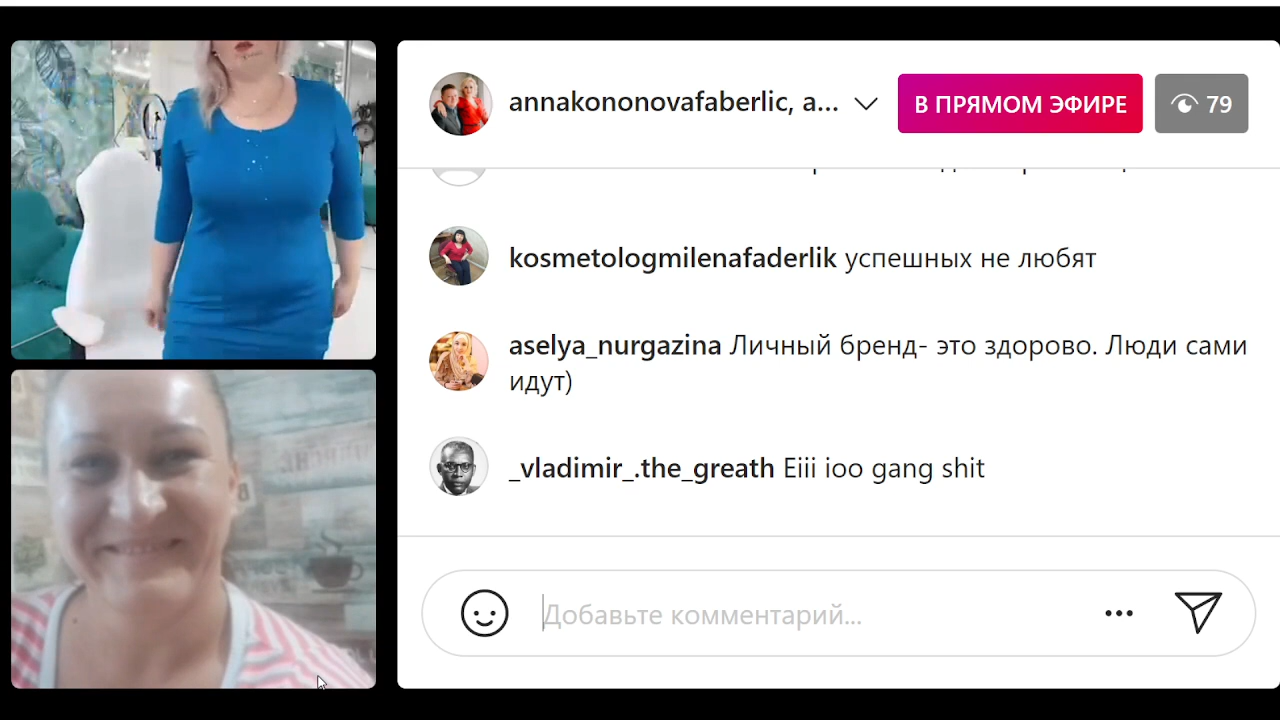 annakononovafaberlic, a...
В ПРЯМОМ ЭФИРЕ
79
kosmetologmilenafaderlik успешных не любят
aselya_nurgazina Личный бренд- это здорово. Люди сами
идут)
_vladimir_.the_greath Eiii ioo gang shit
Добавьте комментарий...